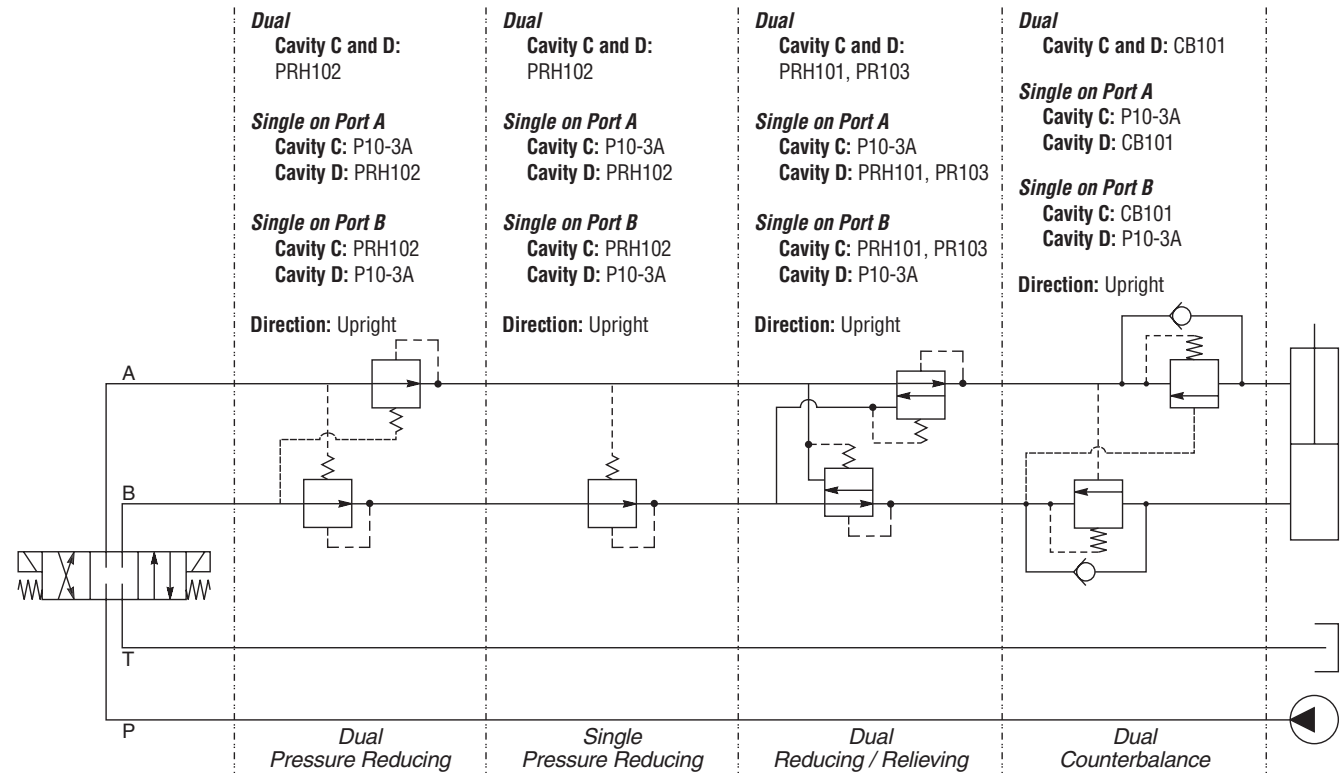 Dual
Cavity C and D:
PRH102
Single on Port A
Cavity C: P10-3A
Cavity D: PRH102
Single on Port B
Cavity C: PRH102
Cavity D: P10-3A
Direction: Upright
Dual
Cavity C and D:
PRH102
Single on Port A
Cavity C: P10-3A
Cavity D: PRH102
Single on Port B
Cavity C: PRH102
Cavity D: P10-3A
Direction: Upright
Dual
Cavity C and D:
PRH101, PR103
Single on Port A
Cavity C: P10-3A
Cavity D: PRH101, PR103
Single on Port B
Cavity C: PRH101, PR103
Cavity D: P10-3A
Direction: Upright
Dual
Cavity C and D: CB101
Single on Port A
Cavity C: P10-3A
Cavity D: CB101
Single on Port B
Cavity C: CB101
Cavity D: P10-3A
Direction: Upright
A
B
T
P
Dual
Pressure Reducing
Single
Pressure Reducing
Dual
Reducing / Relieving
Dual
Counterbalance